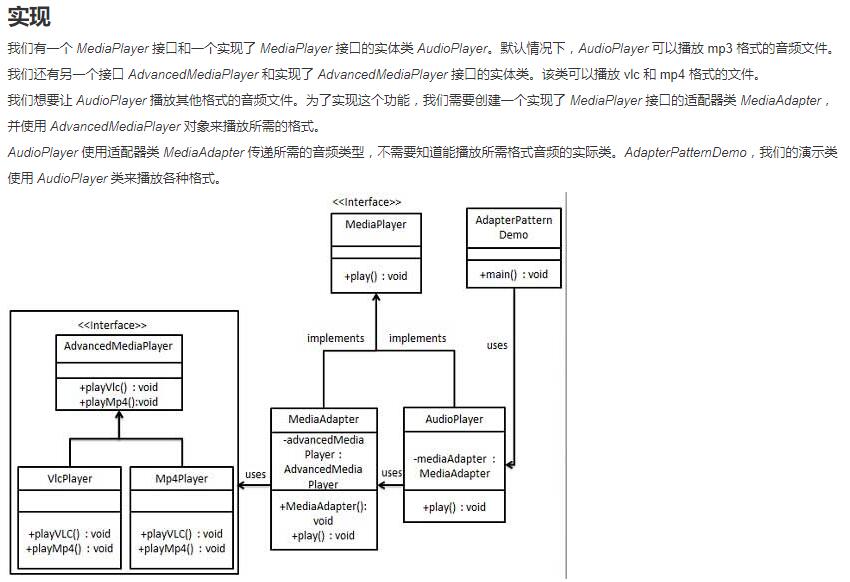 实现
我们有一个 MediaPlayer 接口和一个实现了 MediaPlayer 接口的实体类 AudioPlayer。默认情况下，AudioPlayer 可以播放 mp3 格式的音频文件。
我们还有另一个接口 AdvancedMediaPlayer 和实现了 AdvancedMediaPlayer 接口的实体类。该类可以播放 vlc 和 mp4 格式的文件。
我们想要让 AudioPlayer 播放其他格式的音频文件。为了实现这个功能，我们需要创建一个实现了 MediaPlayer 接口的适配器类 MediaAdapter，
并使用 AdvancedMediaPlayer 对象来播放所需的格式。
AudioPlayer 使用适配器类 MediaAdapter 传递所需的音频类型，不需要知道能播放所需格式音频的实际类。AdapterPatternDemo，我们的演示类
使用 AudioPlayer 类来播放各种格式。
<<Interface>>
MediaPlayer
+play() : void
AdapterPattern
Demo
+main() : void
implements
implements
uses
<<Interface>>
AdvancedMediaPlayer
+playVlc() : void
+playMp4():void
VlcPlayer
+playVLC() : void
+playMp4() : void
Mp4Player
+playVLC() : void
+playMp4() : void
uses
MediaAdapter
-advancedMedia
Player :
AdvancedMedia
Player
+MediaAdapter():
void
+play() : void
uses
AudioPlayer
-mediaAdapter :
MediaAdapter
+play() : void